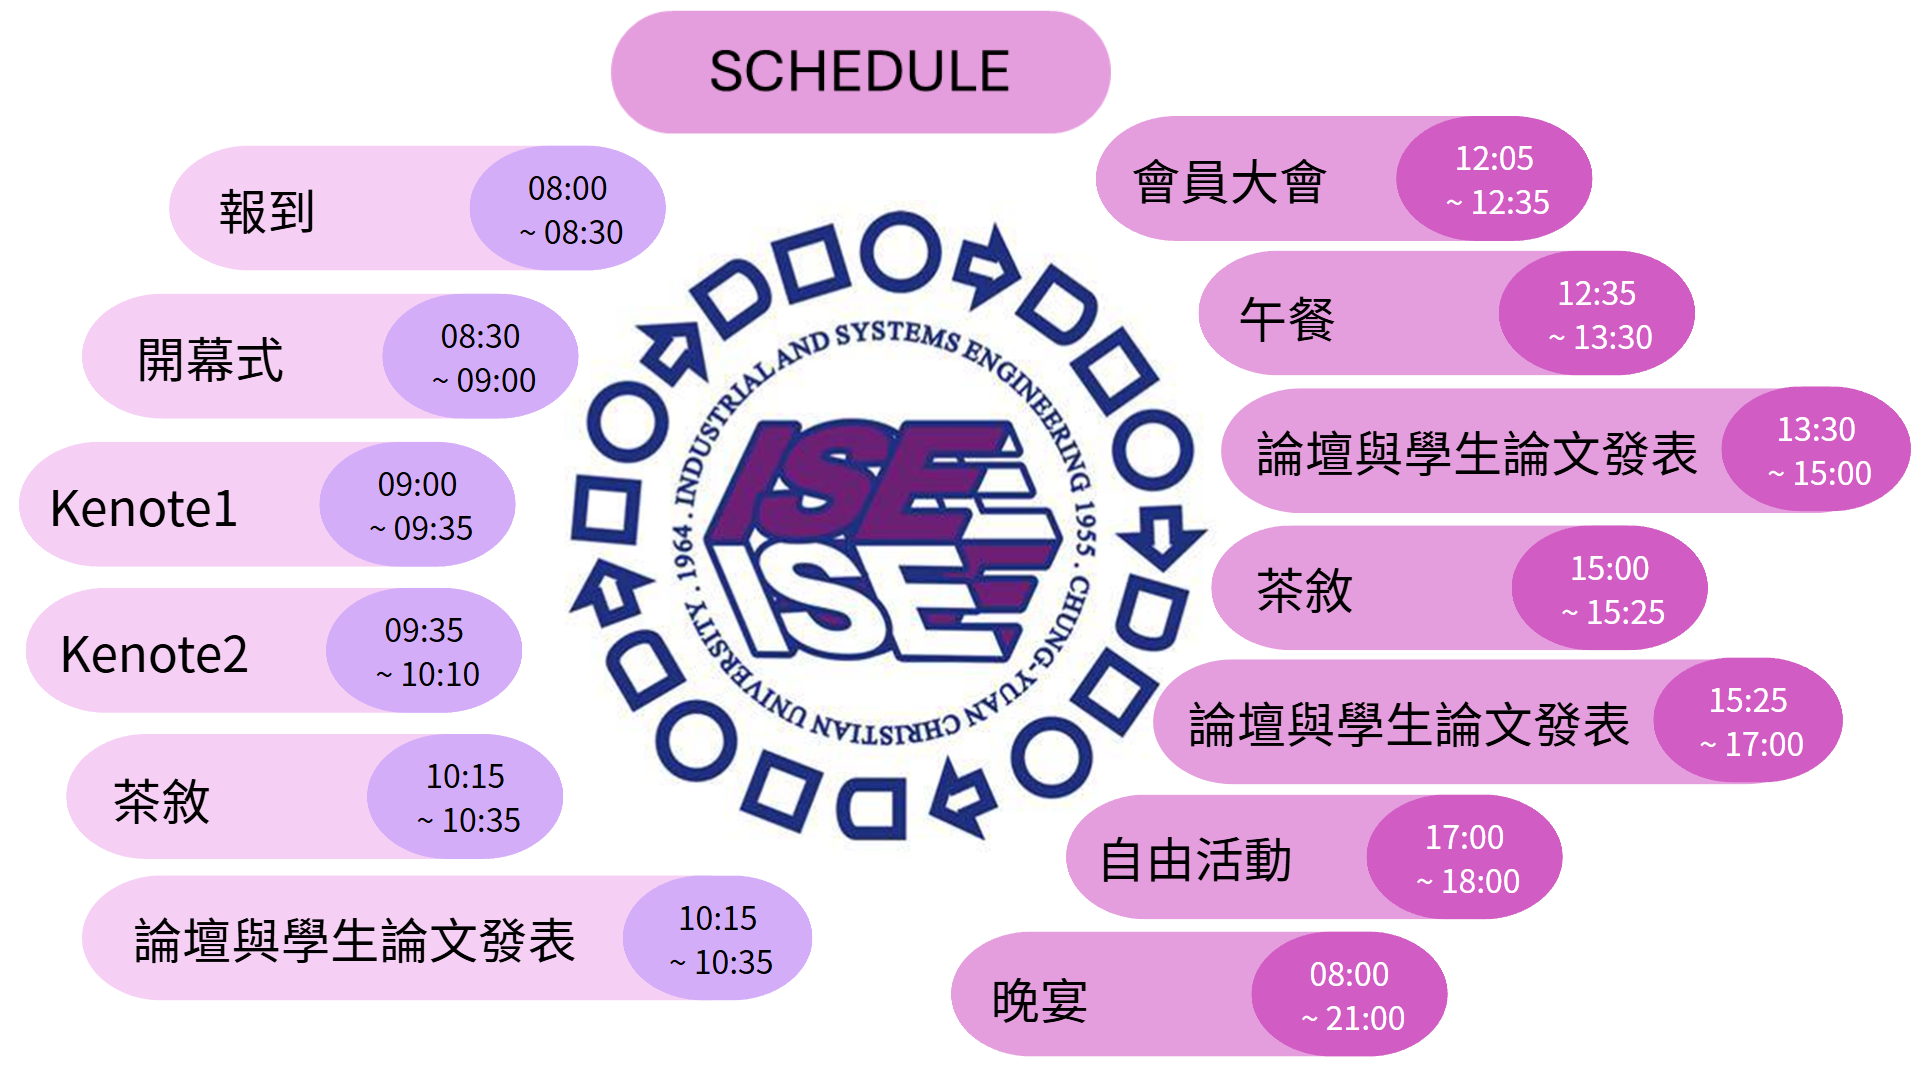 SCHEDULE
報到
08:00
~ 08:30
開幕式
08:30
~ 09:00
Kenote1
09:00
~ 09:35
Kenote2
09:35
~ 10:10
茶敘
10:15
~ 10:35
論壇與學生論文發表
10:15
~ 10:35
INDUSTRIAL AND SYSTEMS ENGINEERING 1955 . CHUNG-YUAN CHRISTIAN UNIVERSITY . 1964 .
ISE
ISE
會員大會
12:05
~ 12:35
午餐
12:35
~ 13:30
論壇與學生論文發表
13:30
~ 15:00
茶敘
15:00
~ 15:25
論壇與學生論文發表
15:25
~ 17:00
自由活動
17:00
~ 18:00
晚宴
08:00
~ 21:00